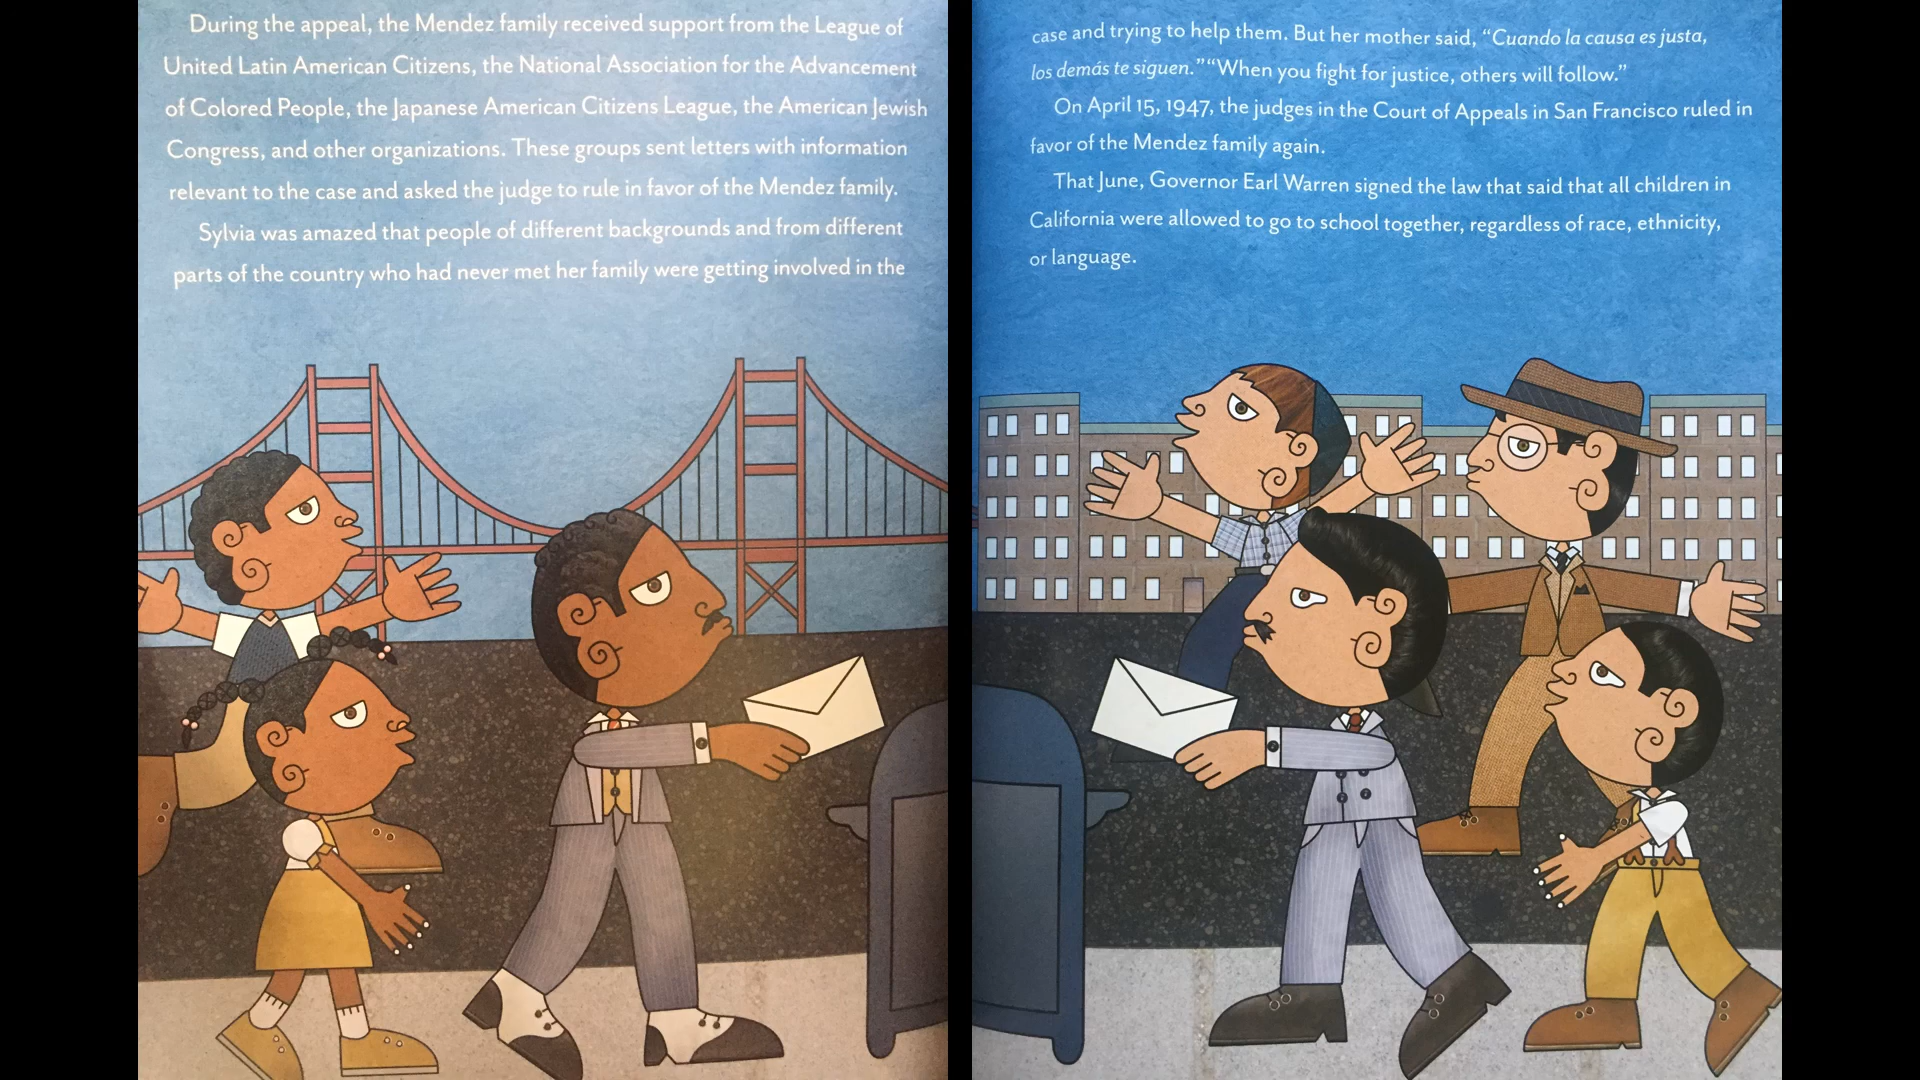 During the appeal, the Mendez family received support from the League of
United Latin American Citizens, the National Association for the Advancement
of Colored People, the Japanese American Citizens League, the American Jewish
Congress, and other organizations. These groups sent letters with information
relevant to the case and asked the judge to rule in favor of the Mendez family.
Sylvia was amazed that people of different backgrounds and from different
parts of the country who had never met her family were getting involved in the
case and trying to help them. But her mother said, “Cuando la causa es justa,
los demás te siguen.” “When you fight for justice, others will follow.”
On April 15, 1947, the judges in the Court of Appeals in San Francisco ruled in
favor of the Mendez family again.
That June, Governor Earl Warren signed the law that said that all children in
California were allowed to go to school together, regardless of race, ethnicity,
or language.